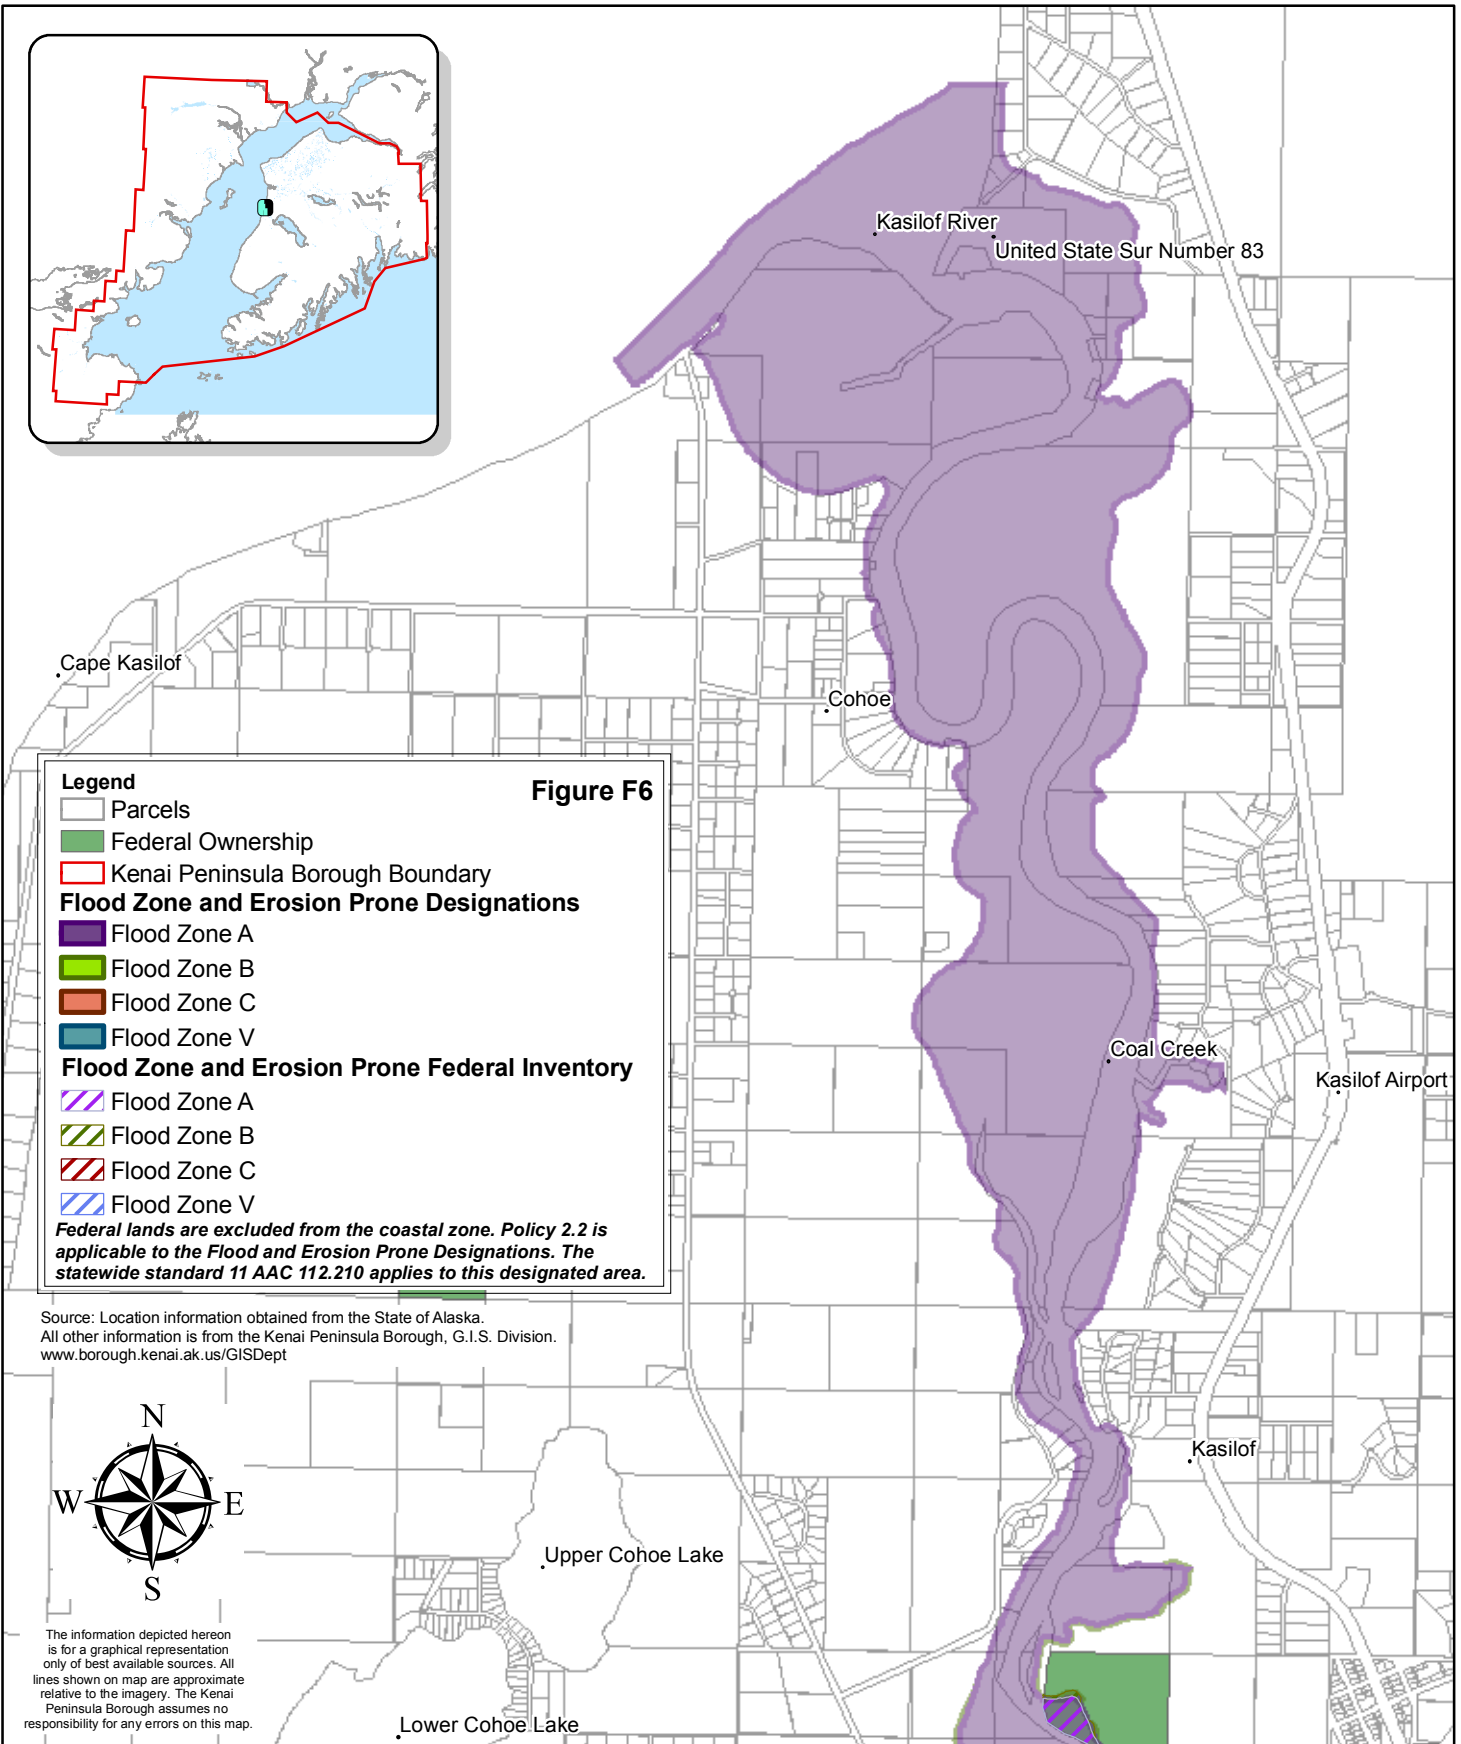 Kasilof River
United State Sur Number 83
Cape Kasilof
Cohoe
Legend
Figure F6
Parcels
Federal Ownership
Kenai Peninsula Borough Boundary
Flood Zone and Erosion Prone Designations
Flood Zone A
Flood Zone B
Flood Zone C
Flood Zone V
Flood Zone and Erosion Prone Federal Inventory
Flood Zone A
Flood Zone B
Flood Zone C
Flood Zone V
Federal lands are excluded from the coastal zone. Policy 2.2 is
applicable to the Flood and Erosion Prone Designations. The
statewide standard 11 AAC 112.210 applies to this designated area.
Coal Creek
Kasilof Airport
Source: Location information obtained from the State of Alaska.
All other information is from the Kenai Peninsula Borough, G.I.S. Division.
www.borough.kenai.ak.us/GISDept
N
W
E
S
Kasilof
Upper Cohoe Lake
The information depicted hereon
is for a graphical representation
only of best available sources. All
lines shown on map are approximate
relative to the imagery. The Kenai
Peninsula Borough assumes no
responsibility for any errors on this map.
Lower Cohoe Lake